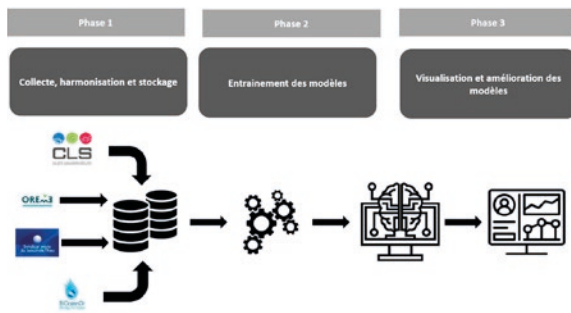 Phase 1
Phase 2
Phase 3
Collecte, harmonisation et stockage
Entrainement des modèles
Visualisation et amélioration des
modèles
CLS